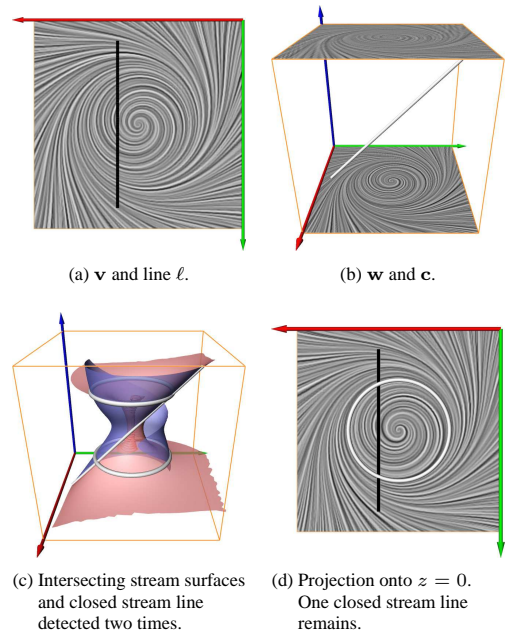 (a) v and line ℓ.
(b) w and c.
(c) Intersecting stream surfaces
and closed stream line
detected two times.
(d) Projection onto z = 0.
One closed stream line
remains.